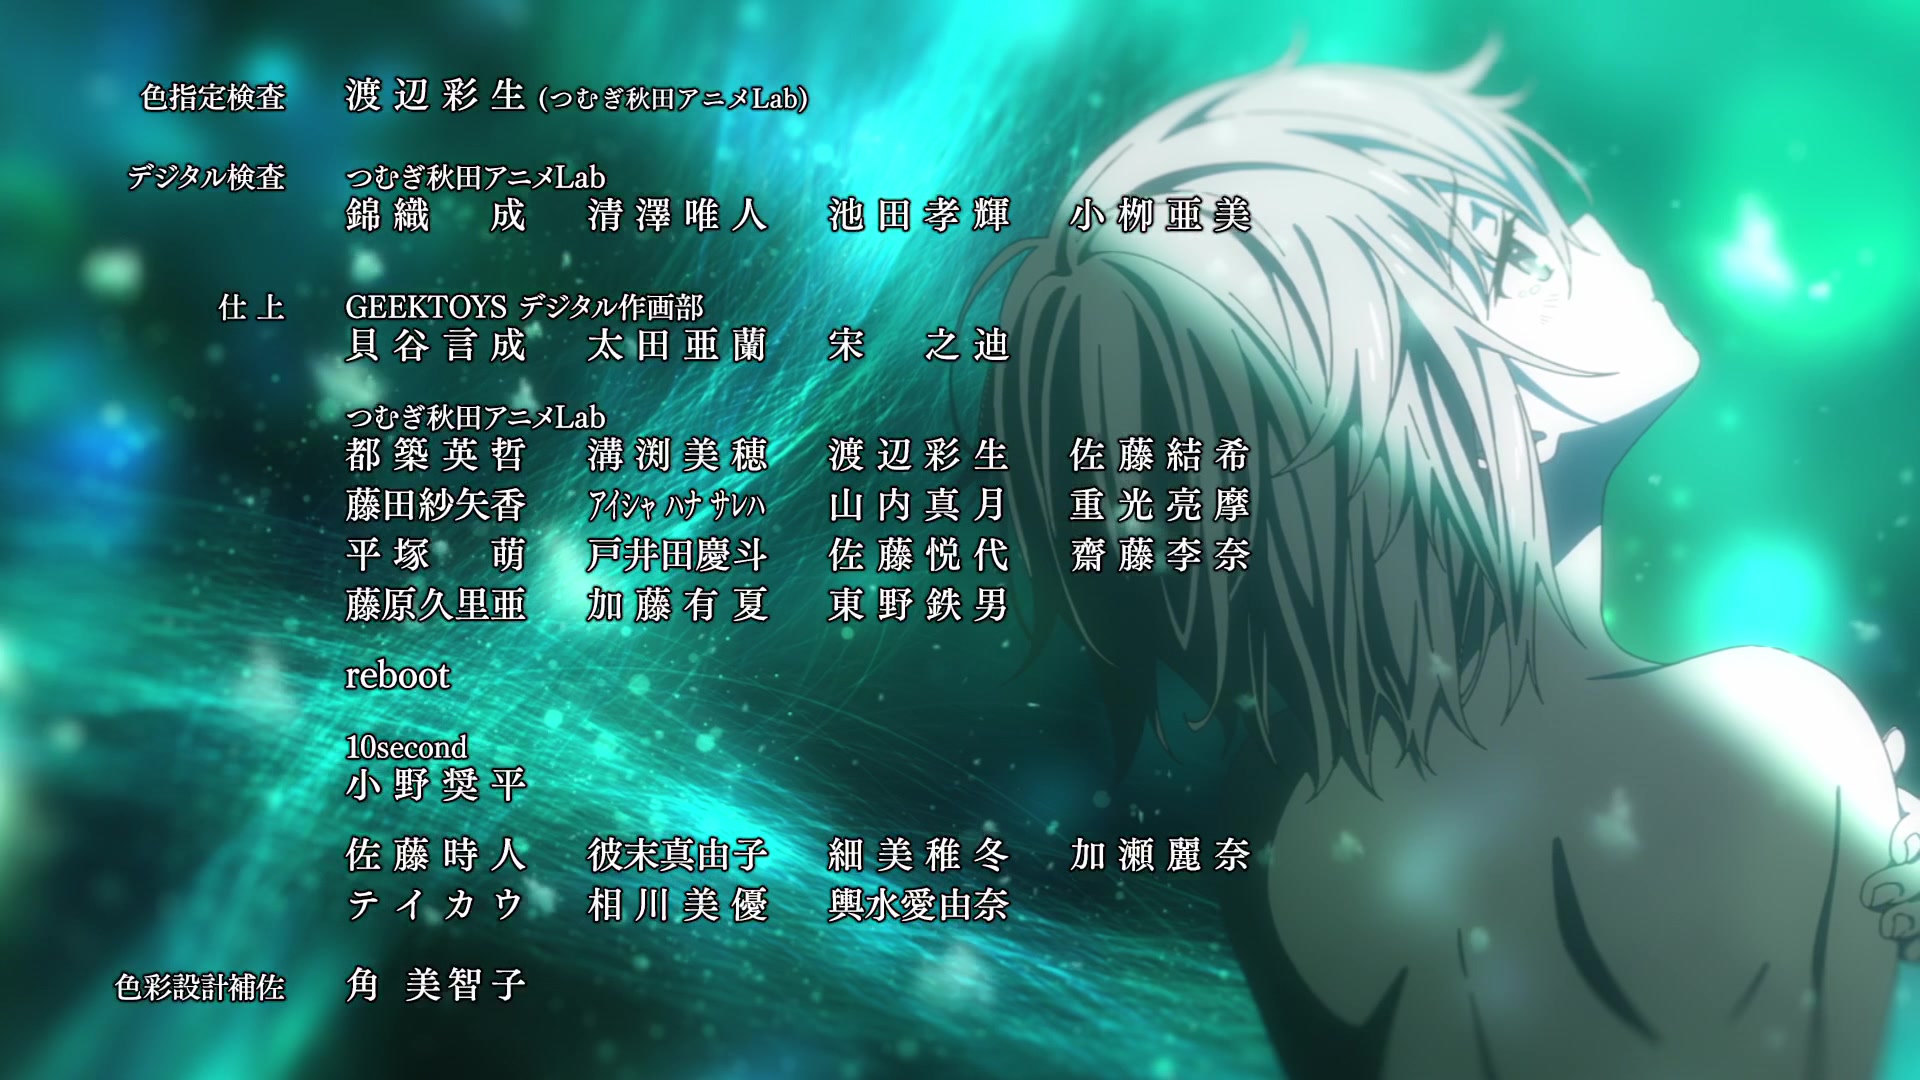 色指定検査 渡辺彩生 (つむぎ秋田アニメLab)
デジタル検査 つむぎ秋田アニメLab
錦織 成 清澤唯人 池田孝輝 小栁亜美
仕上 GEEKTOYS デジタル作画部
貝谷言成 太田亜蘭 宋 之迪
つむぎ秋田アニメLab
都築英哲 溝渕美穂 渡辺彩生 佐藤結希
藤田紗矢香 アイシャ ハナ サレハ 山内真月 重光亮摩
平塚 萌 戸井田慶斗 佐藤悦代 齋藤李奈
藤原久里亜 加藤有夏 東野鉄男
reboot
10second
小野奨平
佐藤時人 彼末真由子 細美稚冬 加瀬麗奈
テイカウ 相川美優 輿水愛由奈
色彩設計補佐 角 美智子